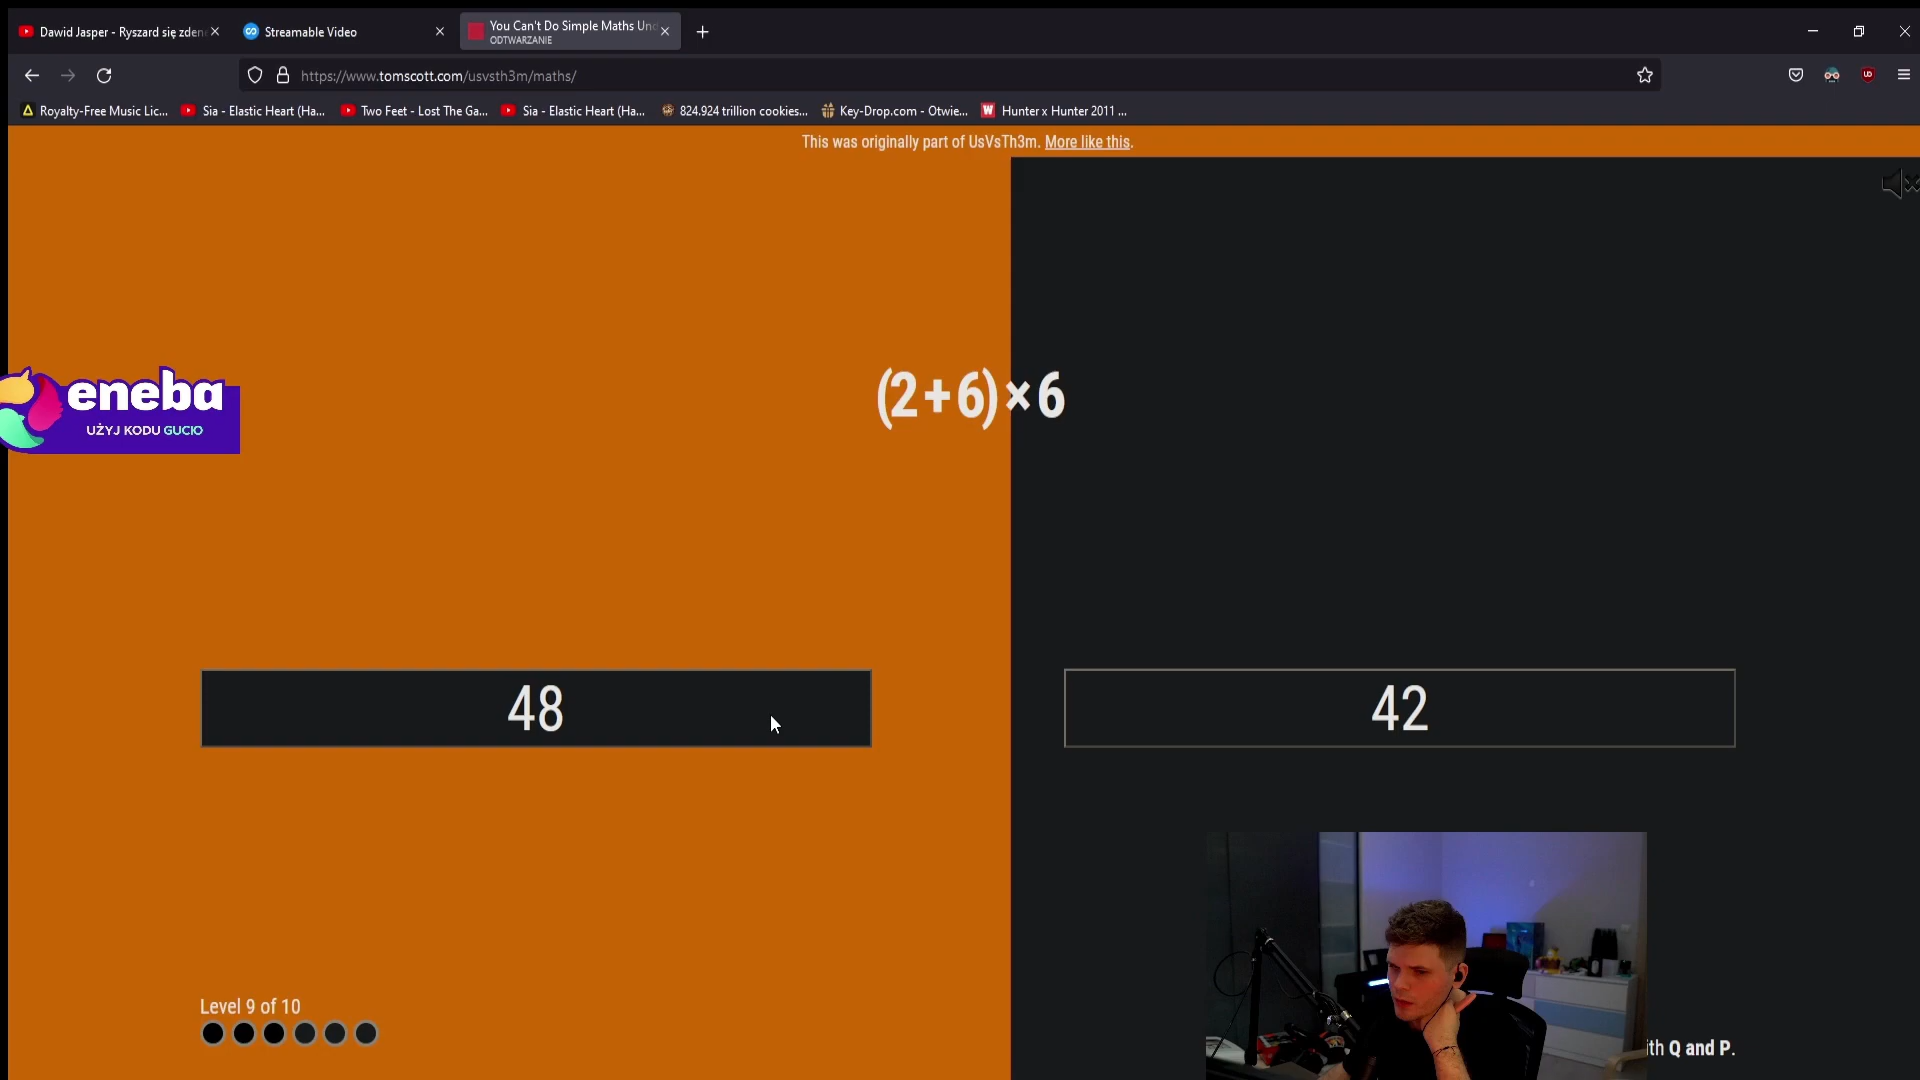 Dawid Jasper - Ryszard się zden
Streamable Video
You Can't Do Simple Maths Und
ODTWARZANIE
https://www.tomscott.com/usvsth3m/maths/
Royalty-Free Music Lic...
Sia - Elastic Heart (Ha...
Two Feet - Lost The Ga...
Sia - Elastic Heart (Ha...
824.924 trillion cookies...
Key-Drop.com - Otwie...
Hunter x Hunter 2011 ...
This was originally part of UsVsTh3m. More like this.
(2+6)×6
eneba
UŻYJ KODU GUCIO
48
42
Level 9 of 10
ith Q and P.